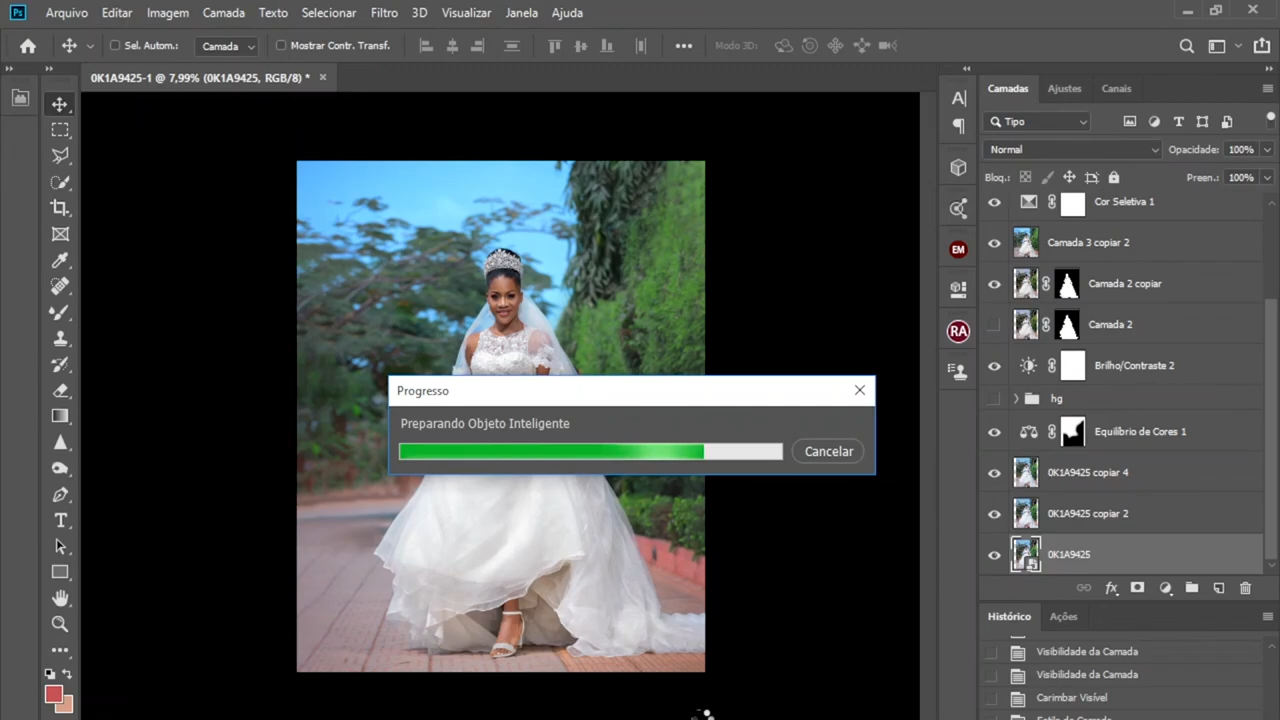 Ps Arquivo Editar Imagem Camada Texto Selecionar Filtro 3D Visualizar Janela Ajuda
Sel. Autom.: Camada Mostrar Contr. Transf. ••• Modo 3D:
0K1A9425-1 @ 7,99% (0K1A9425, RGB/8) * ×
Camadas Ajustes Canais
Tipo
Normal Opacidade: 100%
Bloq.: Preen.: 100%
Cor Seletiva 1
Camada 3 copiar 2
EM
Camada 2 copiar
Camada 2
RA
Brilho/Contraste 2
Progresso
hg
Preparando Objeto Inteligente
Equilíbrio de Cores 1
Cancelar
0K1A9425 copiar 4
0K1A9425 copiar 2
0K1A9425
fx
Histórico Ações
Visibilidade da Camada
Visibilidade da Camada
Carimbar Visível